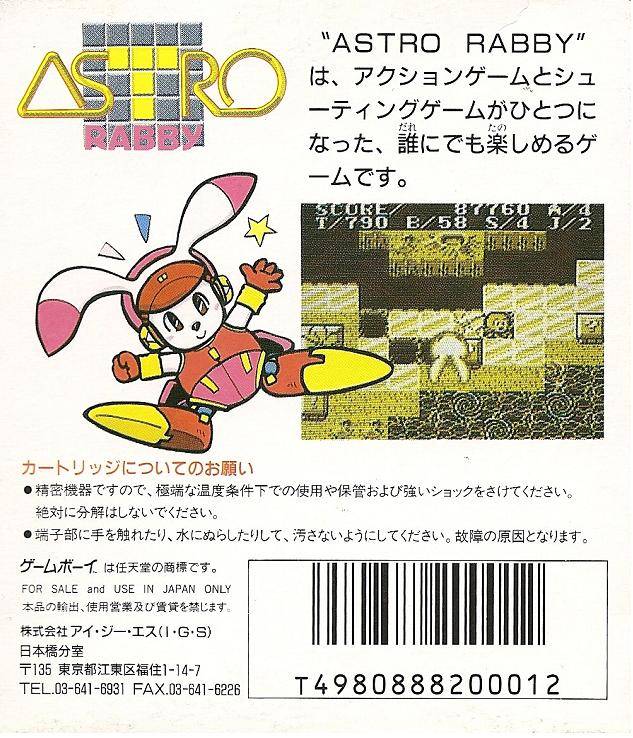 ASTRO
RABBY
"ASTRO RABBY"
は、アクションゲームとシュ
ーティングゲームがひとつに
なった、誰にでも楽しめるゲ
ームです。
SCORE/ 87760 A/4
T/790 B/58 S/4 J/2
カートリッジについてのお願い
●精密機器ですので、極端な温度条件下での使用や保管および強いショックをさけてください。
絶対に分解はしないでください。
●端子部に手を触れたり、水にぬらしたりして、汚さないようにしてください。故障の原因となります。
ゲームボーイ は任天堂の商標です。
FOR SALE and USE IN JAPAN ONLY
本品の輸出、使用営業及び賃貸を禁じます。
株式会社アイ・ジー・エス(I・G・S)
日本橋分室
〒135 東京都江東区福住1-14-7
TEL.03-641-6931 FAX.03-641-6226
T4980888200012